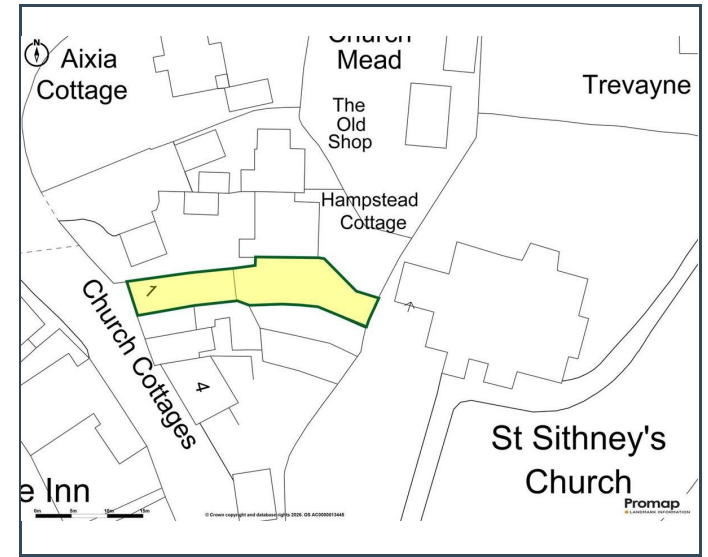 N
Aixia
Cottage
Church
Mead
Trevayne
The
Old
Shop
Hampstead
Cottage
1
Church Cottages
4
St Sithney's
Church
e Inn
0m 5m 10m 15m
© Crown copyright and database rights 2026. OS AC0000813445
Promap
LANDMARK INFORMATION